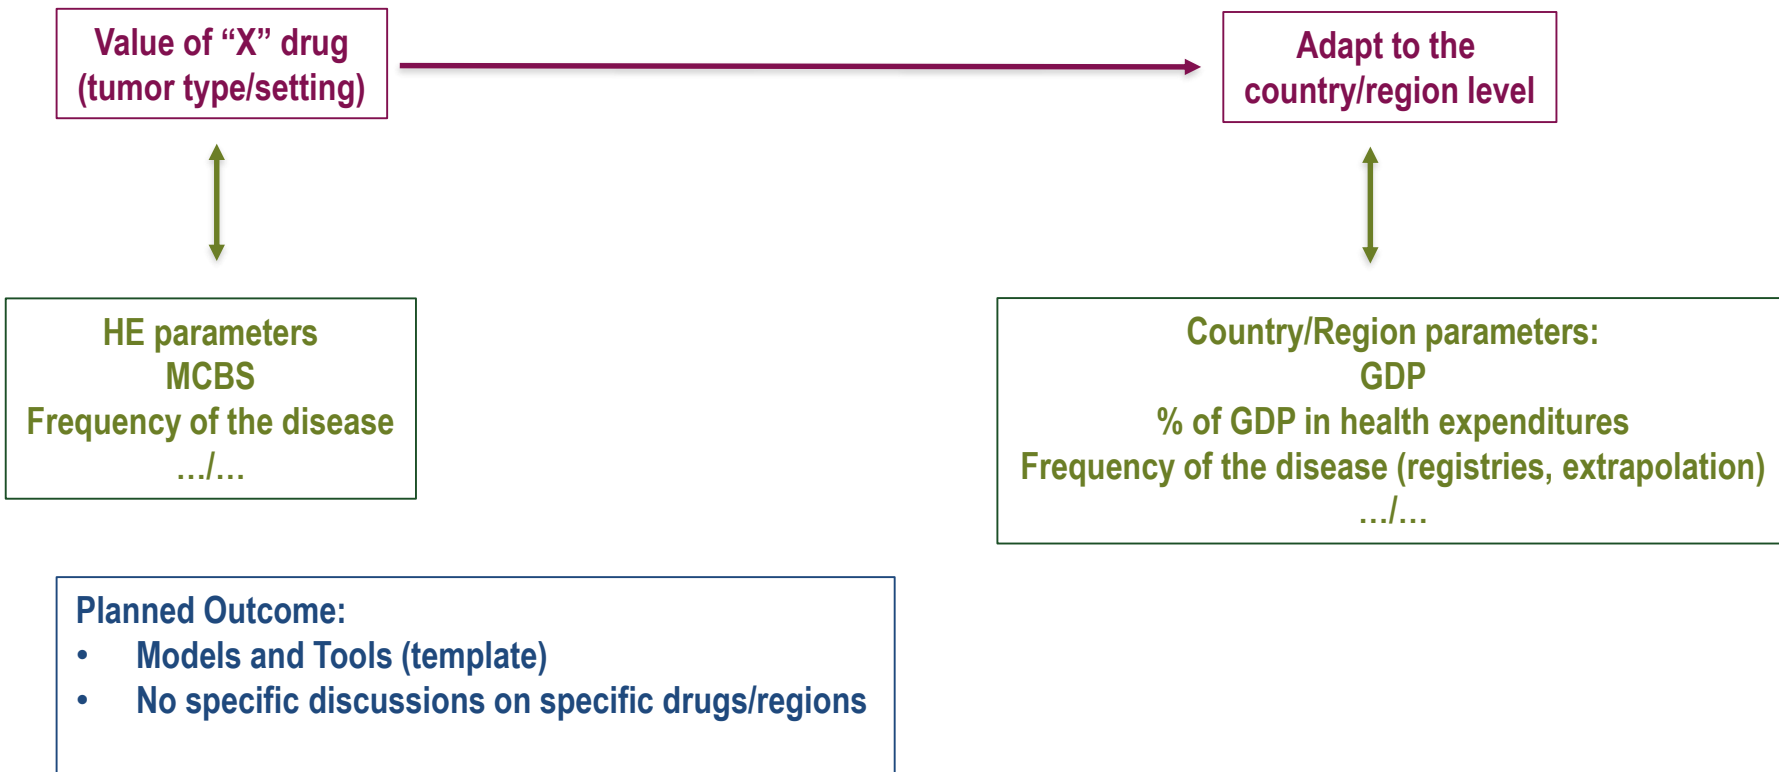 Value of “X” drug
(tumor type/setting)
Adapt to the
country/region level
HE parameters
MCBS
Frequency of the disease
…/…
Country/Region parameters:
GDP
% of GDP in health expenditures
Frequency of the disease (registries, extrapolation)
…/…
Planned Outcome:
• Models and Tools (template)
• No specific discussions on specific drugs/regions